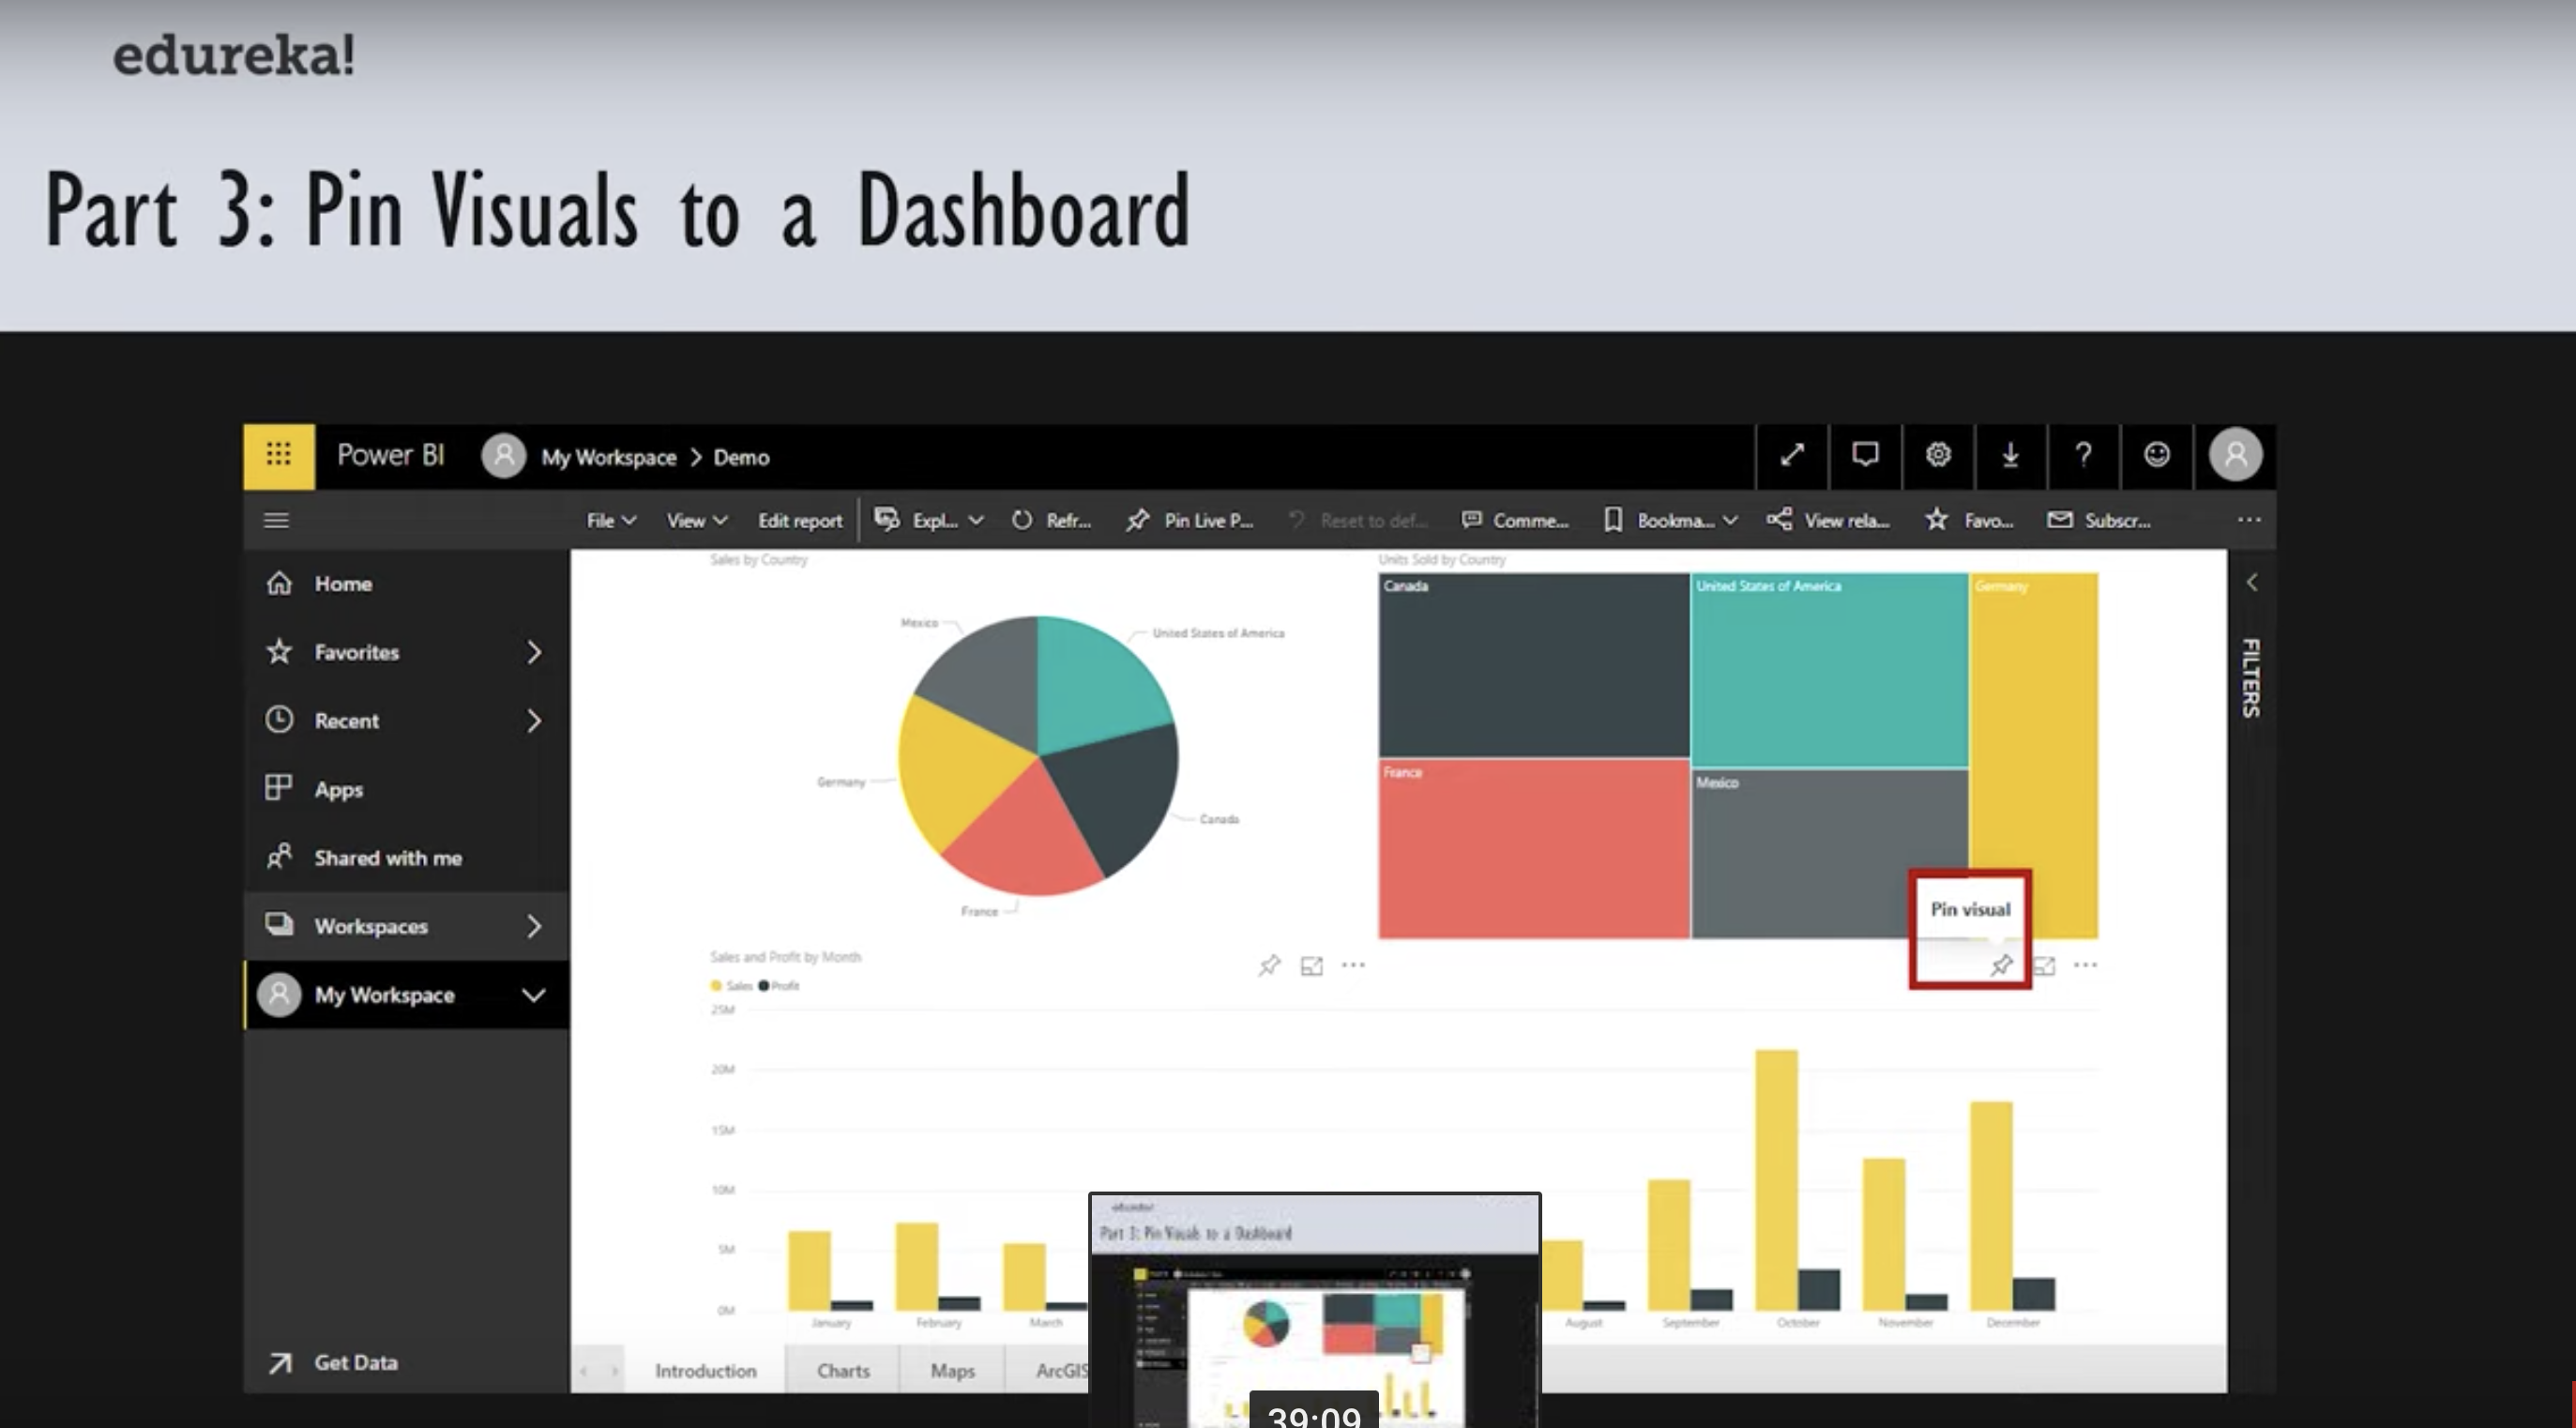 edureka!
Part 3: Pin Visuals to a Dashboard
Power BI My Workspace > Demo
File View Edit report Expl... Refr... Pin Live P... Reset to def... Comme... Bookma... View rela... Favo... Subscr... ...
Home
Favorites
Recent
Apps
Shared with me
Workspaces
My Workspace
Get Data
Sales by Country
Mexico
United States of America
Germany
Canada
France
Units Sold by Country
Canada
United States of America
Germany
France
Mexico
Pin visual
FILTERS
Sales and Profit by Month
Sales Profit
25M
20M
15M
10M
5M
0M
January February March August September October November December
Introduction Charts Maps ArcGIS
edureka!
Part 3: Pin Visuals to a Dashboard
39:09